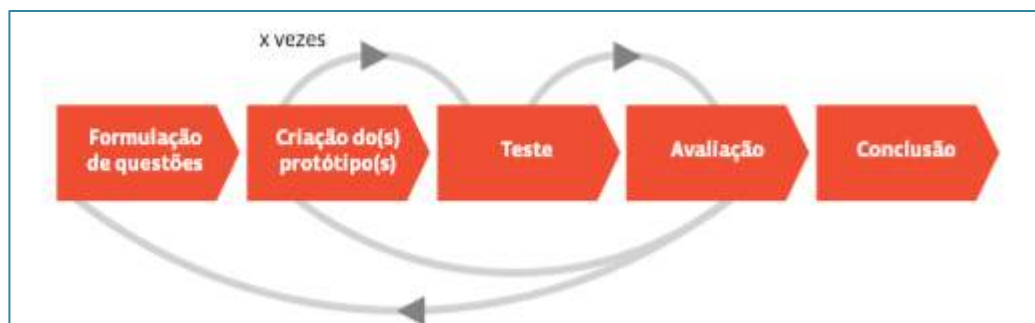 x vezes
Formulação
de questões
Criação do(s)
protótipo(s)
Teste
Avaliação
Conclusão